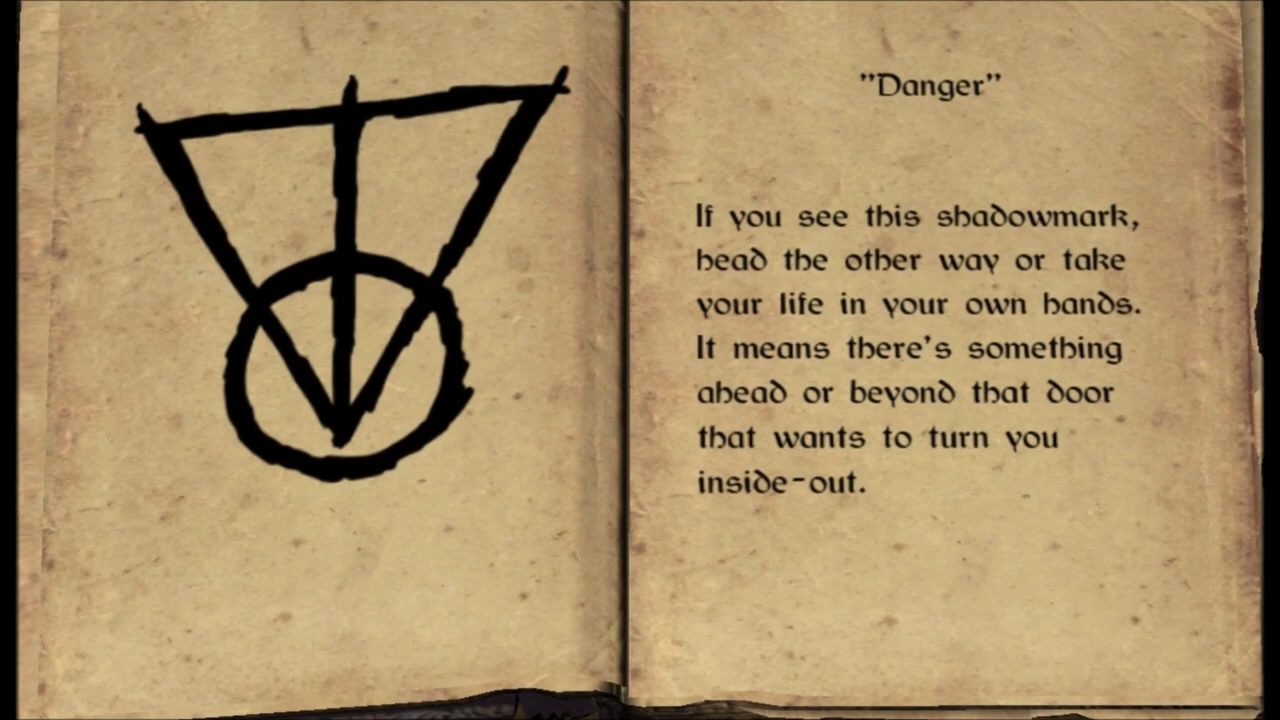 "Danger"
If you see this shadowmark,
head the other way or take
your life in your own hands.
It means there's something
ahead or beyond that door
that wants to turn you
inside-out.